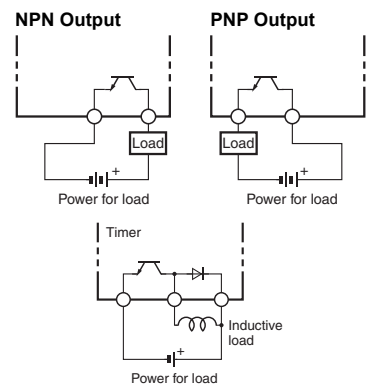 NPN Output
PNP Output
Load
+
Power for load
Load
+
Power for load
Timer
Inductive
load
+
Power for load